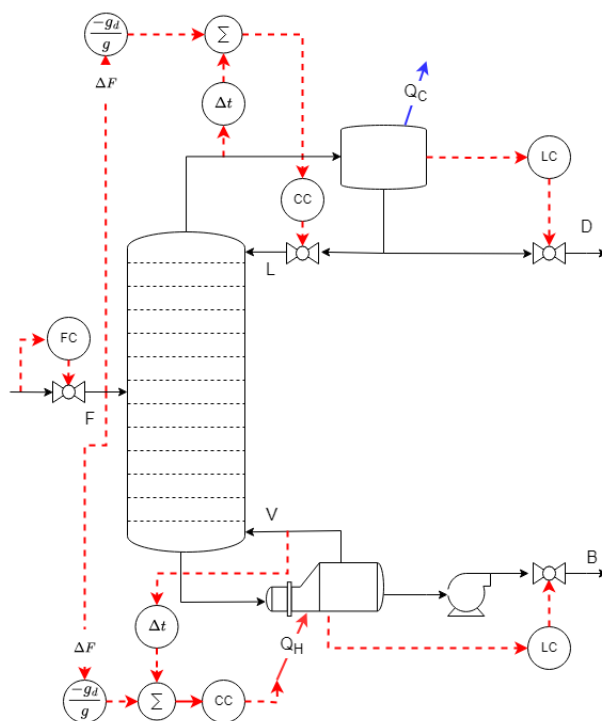 -g_d/g
Σ
ΔF
Q_C
Δt
LC
CC
D
L
FC
F
V
B
Δt
Q_H
ΔF
LC
-g_d/g
Σ
CC